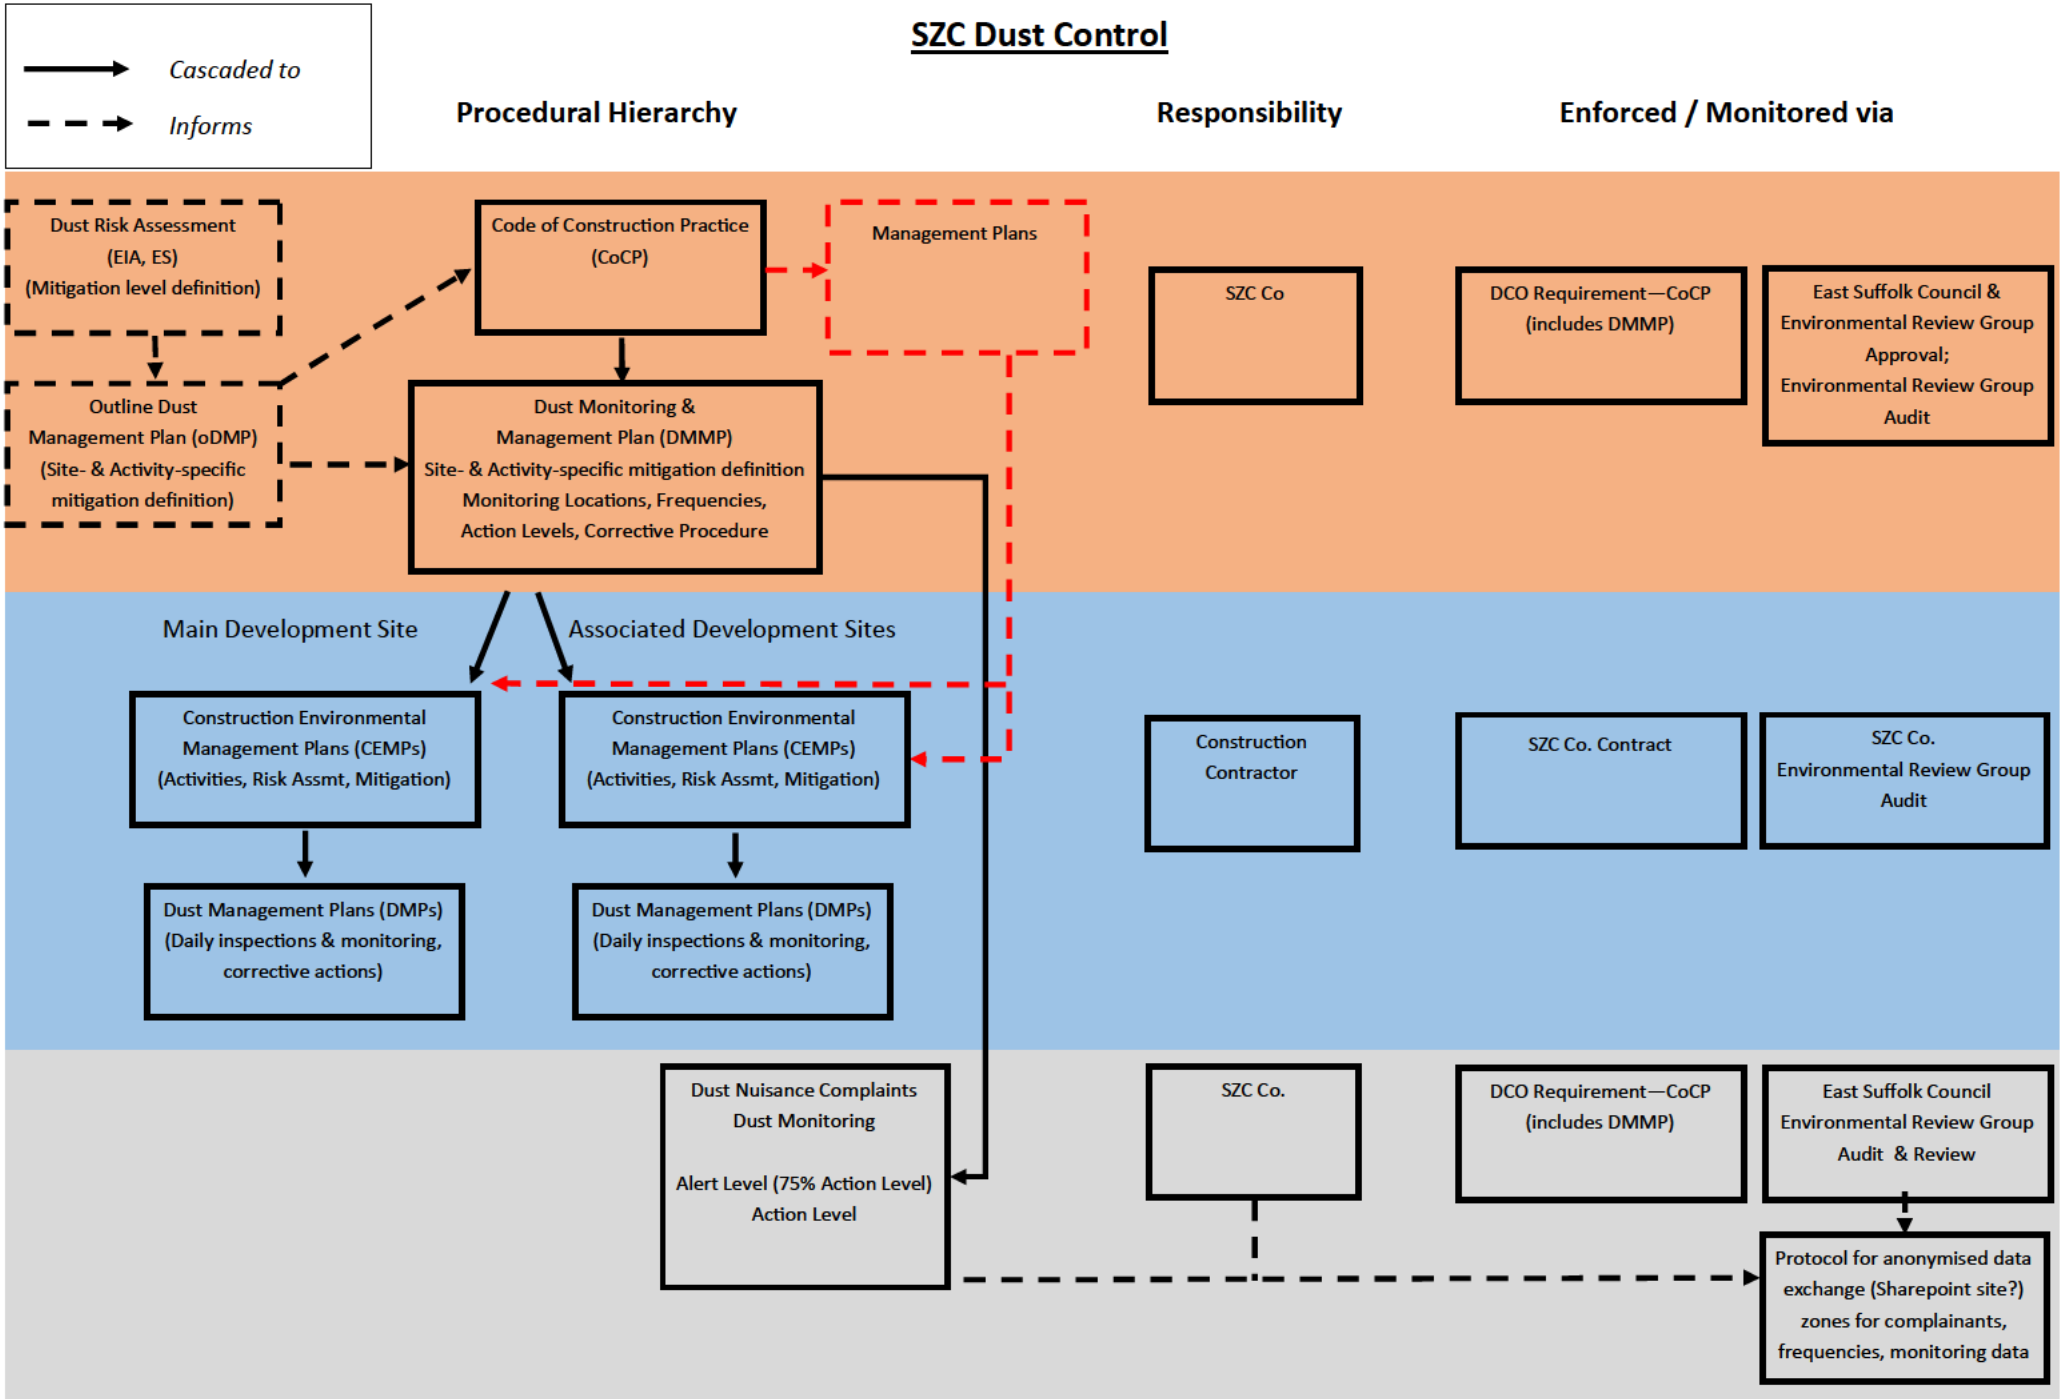 SZC Dust Control
Cascaded to
Informs
Procedural Hierarchy
Responsibility
Enforced / Monitored via
Dust Risk Assessment
(EIA, ES)
(Mitigation level definition)
Code of Construction Practice
(CoCP)
Management Plans
SZC Co
DCO Requirement—CoCP
(includes DMMP)
East Suffolk Council &
Environmental Review Group
Approval;
Environmental Review Group
Audit
Outline Dust
Management Plan (oDMP)
(Site- & Activity-specific
mitigation definition)
Dust Monitoring &
Management Plan (DMMP)
Site- & Activity-specific mitigation definition
Monitoring Locations, Frequencies,
Action Levels, Corrective Procedure
Main Development Site
Associated Development Sites
Construction Environmental
Management Plans (CEMPs)
(Activities, Risk Assmt, Mitigation)
Construction Environmental
Management Plans (CEMPs)
(Activities, Risk Assmt, Mitigation)
Construction
Contractor
SZC Co. Contract
SZC Co.
Environmental Review Group
Audit
Dust Management Plans (DMPs)
(Daily inspections & monitoring,
corrective actions)
Dust Management Plans (DMPs)
(Daily inspections & monitoring,
corrective actions)
Dust Nuisance Complaints
Dust Monitoring
Alert Level (75% Action Level)
Action Level
SZC Co.
DCO Requirement—CoCP
(includes DMMP)
East Suffolk Council
Environmental Review Group
Audit & Review
Protocol for anonymised data
exchange (Sharepoint site?)
zones for complainants,
frequencies, monitoring data